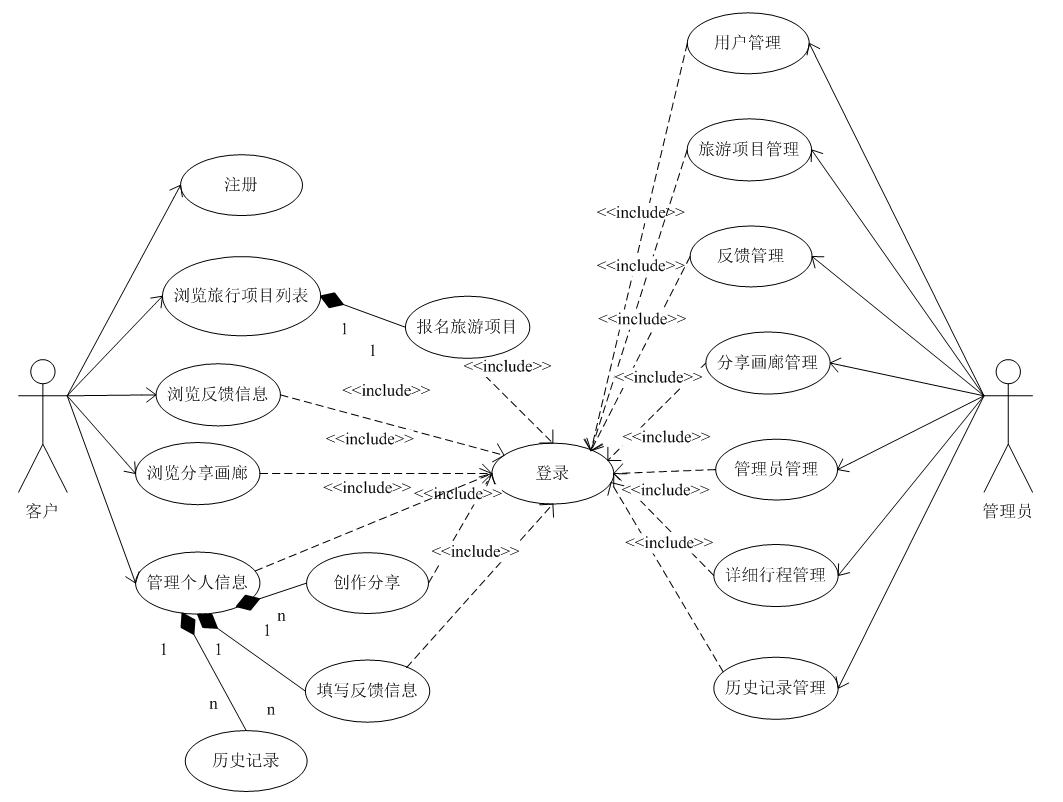 用户管理
旅游项目管理
注册
<<include>>
反馈管理
<<include>>
浏览旅行项目列表
<<include>>
报名旅游项目
1
1
<<include>>
分享画廊管理
<<include>>
<<include>>
浏览反馈信息
<<include>>
<<include>>
浏览分享画廊
登录
管理员管理
<<include>>
<<include>>
<<include>>
客户
管理员
<<include>>
<<include>>
管理个人信息
创作分享
详细行程管理
n
1
1
1
填写反馈信息
历史记录管理
n
n
历史记录